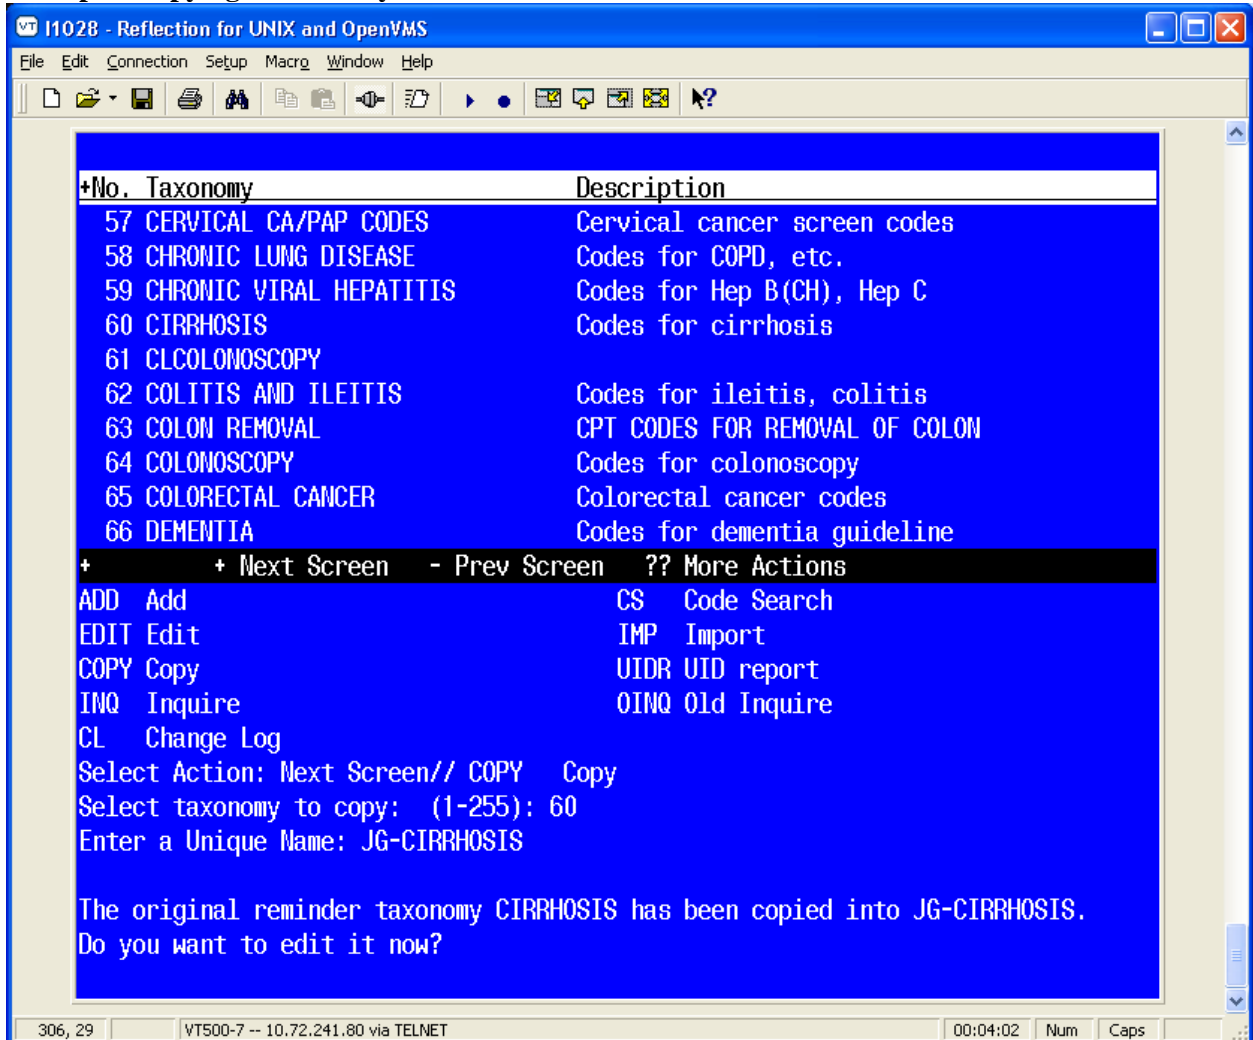 I1028 - Reflection for UNIX and OpenVMS
File Edit Connection Setup Macro Window Help
+No. Taxonomy Description
57 CERVICAL CA/PAP CODES Cervical cancer screen codes
58 CHRONIC LUNG DISEASE Codes for COPD, etc.
59 CHRONIC VIRAL HEPATITIS Codes for Hep B(CH), Hep C
60 CIRRHOSIS Codes for cirrhosis
61 CLCOLONOSCOPY
62 COLITIS AND ILEITIS Codes for ileitis, colitis
63 COLON REMOVAL CPT CODES FOR REMOVAL OF COLON
64 COLONOSCOPY Codes for colonoscopy
65 COLORECTAL CANCER Colorectal cancer codes
66 DEMENTIA Codes for dementia guideline
+ + Next Screen - Prev Screen ?? More Actions
ADD Add CS Code Search
EDIT Edit IMP Import
COPY Copy UIDR UID report
INQ Inquire OINQ Old Inquire
CL Change Log
Select Action: Next Screen// COPY Copy
Select taxonomy to copy: (1-255): 60
Enter a Unique Name: JG-CIRRHOSIS
The original reminder taxonomy CIRRHOSIS has been copied into JG-CIRRHOSIS.
Do you want to edit it now?
306, 29 VT500-7 -- 10.72.241.80 via TELNET 00:04:02 Num Caps